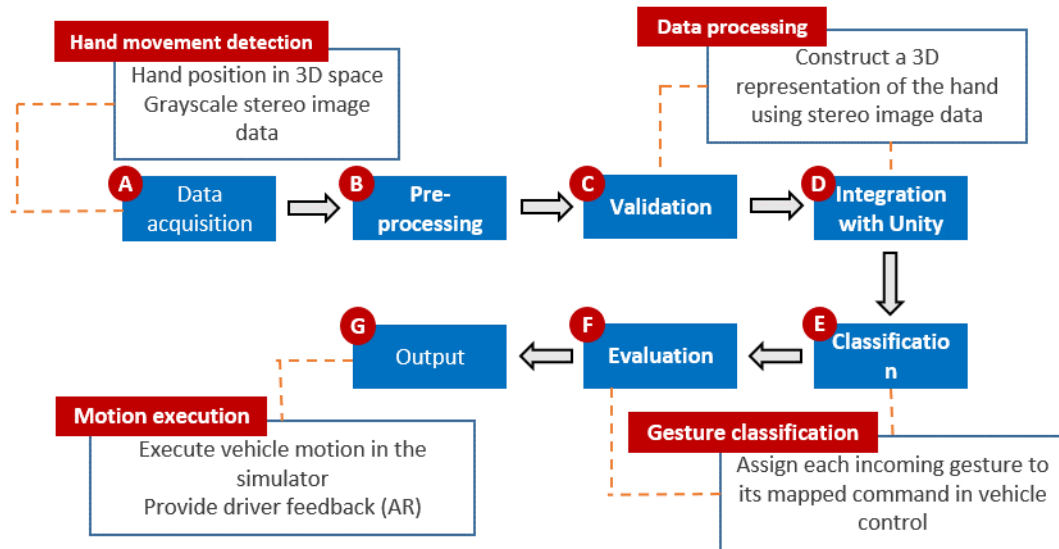 Hand movement detection
Hand position in 3D space
Grayscale stereo image
data
Data processing
Construct a 3D
representation of the hand
using stereo image data
A
Data
acquisition
B
Pre-
processing
C
Validation
D
Integration
with Unity
E
Classificatio
n
F
Evaluation
G
Output
Motion execution
Execute vehicle motion in the
simulator
Provide driver feedback (AR)
Gesture classification
Assign each incoming gesture to
its mapped command in vehicle
control